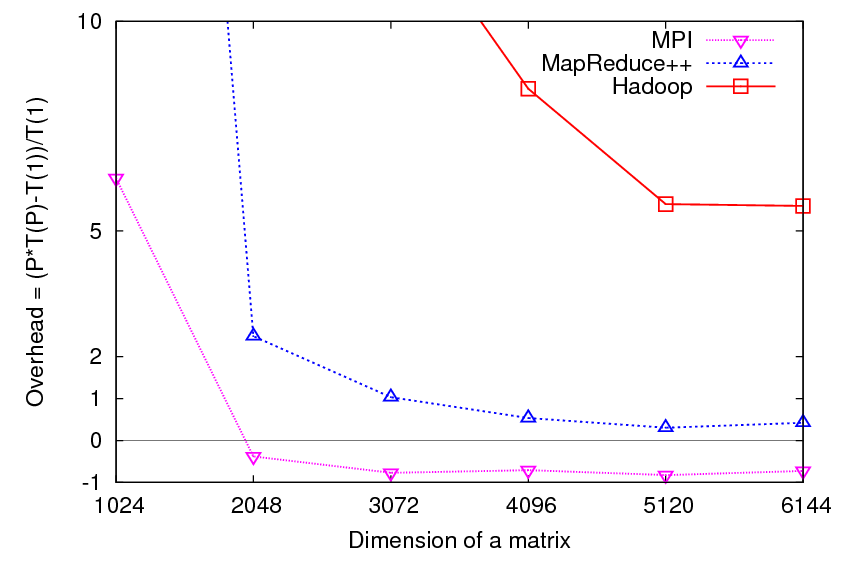 Overhead = (P*T(P)-T(1))/T(1)
10
5
2
1
0
-1
MPI
MapReduce++
Hadoop
1024 2048 3072 4096 5120 6144
Dimension of a matrix